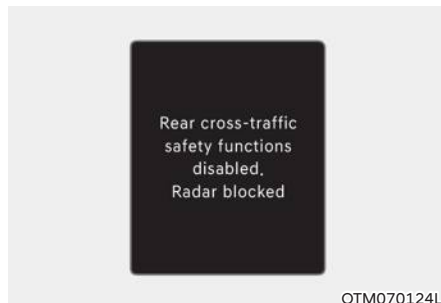 Rear cross-traffic
safety functions
disabled.
Radar blocked
OTM070124L